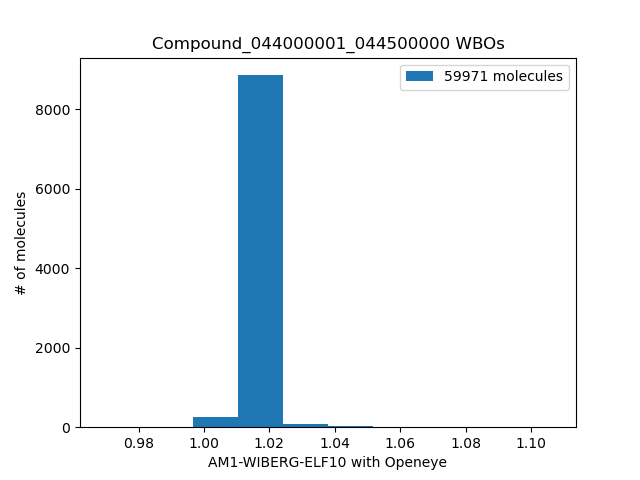 Compound_044000001_044500000 WBOs
59971 molecules
8000
6000
4000
2000
0
# of molecules
0.98 1.00 1.02 1.04 1.06 1.08 1.10
AM1-WIBERG-ELF10 with Openeye